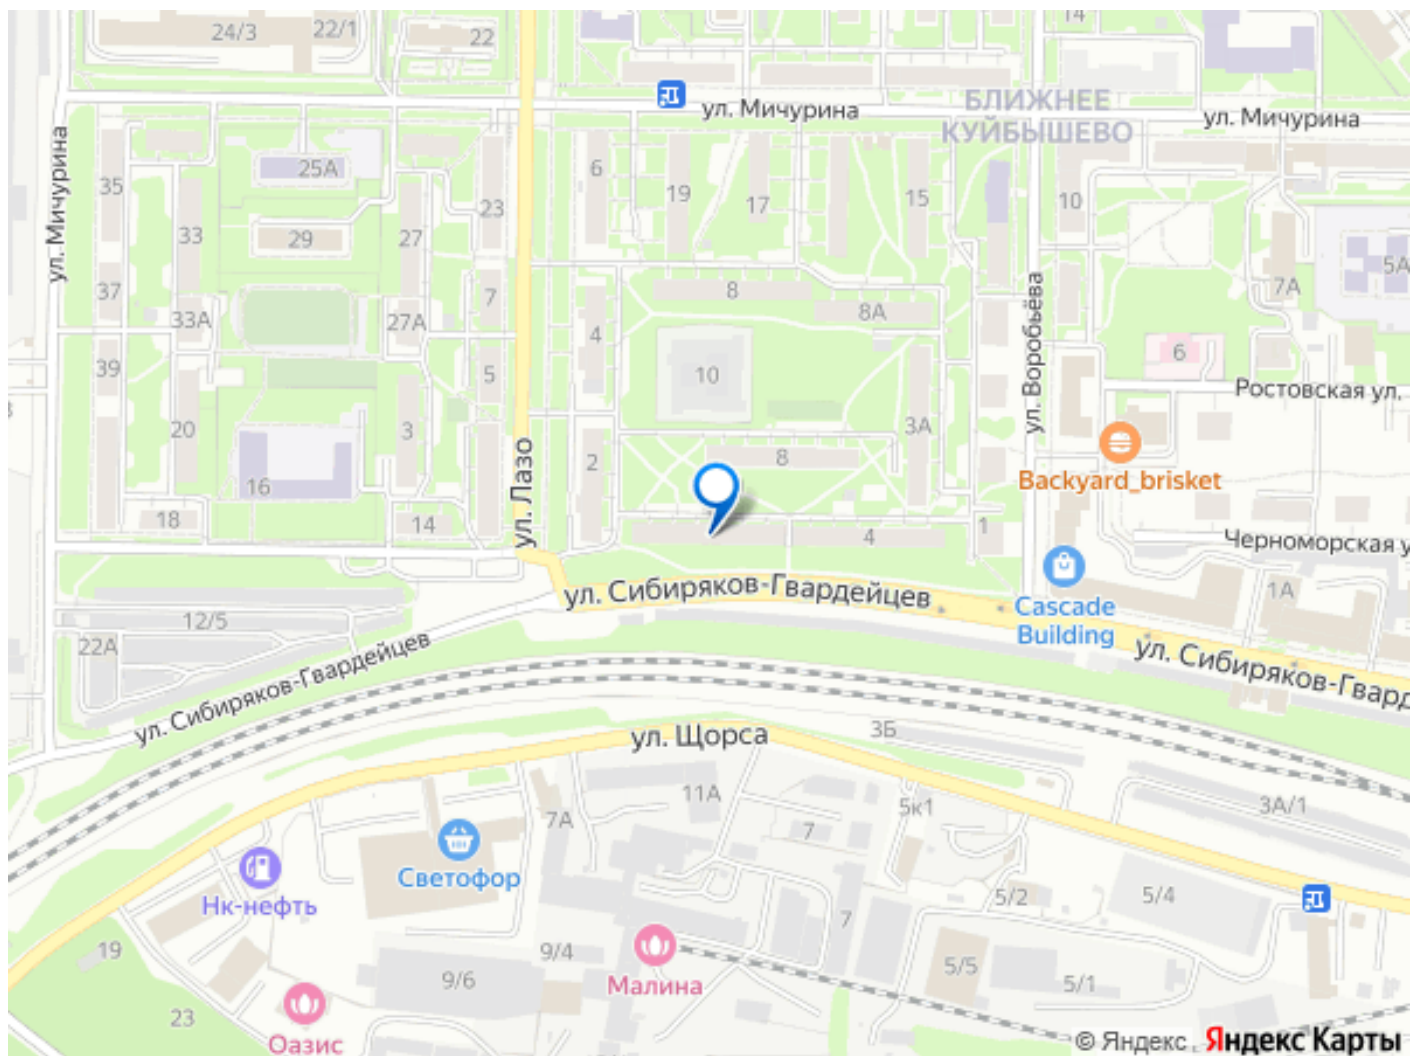 24/3
22/1
22
14
ул. Мичурина
БЛИЖНЕЕ
КУЙБЫШЕВО
ул. Мичурина
ул. Мичурина
35
25А
33
29
27
23
6
19
17
15
10
5А
7А
37
33А
27А
7
8
8А
4
ул. Воробьёва
6
39
5
10
Ростовская ул.
20
3
3А
16
ул. Лазо
2
8
Backyard_brisket
18
14
4
1
Черноморская у
ул. Сибиряков-Гвардейцев
Cascade
Building
1А
12/5
22А
ул. Сибиряков-Гвардейцев
ул. Сибиряков-Гвард
ул. Щорса
3Б
11А
7А
7
5к1
3А/1
Светофор
Нк-нефть
5/2
5/4
7
19
9/4
9/6
Малина
5/5
5/1
23
Оазис
© Яндекс
Яндекс Карты